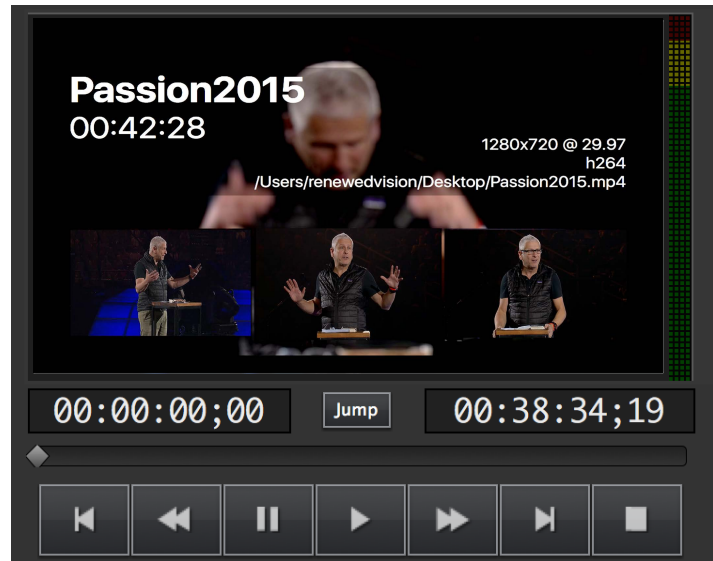 Passion2015
00:42:28
1280x720 @ 29.97
h264
/Users/renewedvision/Desktop/Passion2015.mp4
00:00:00;00
Jump
00:38:34;19